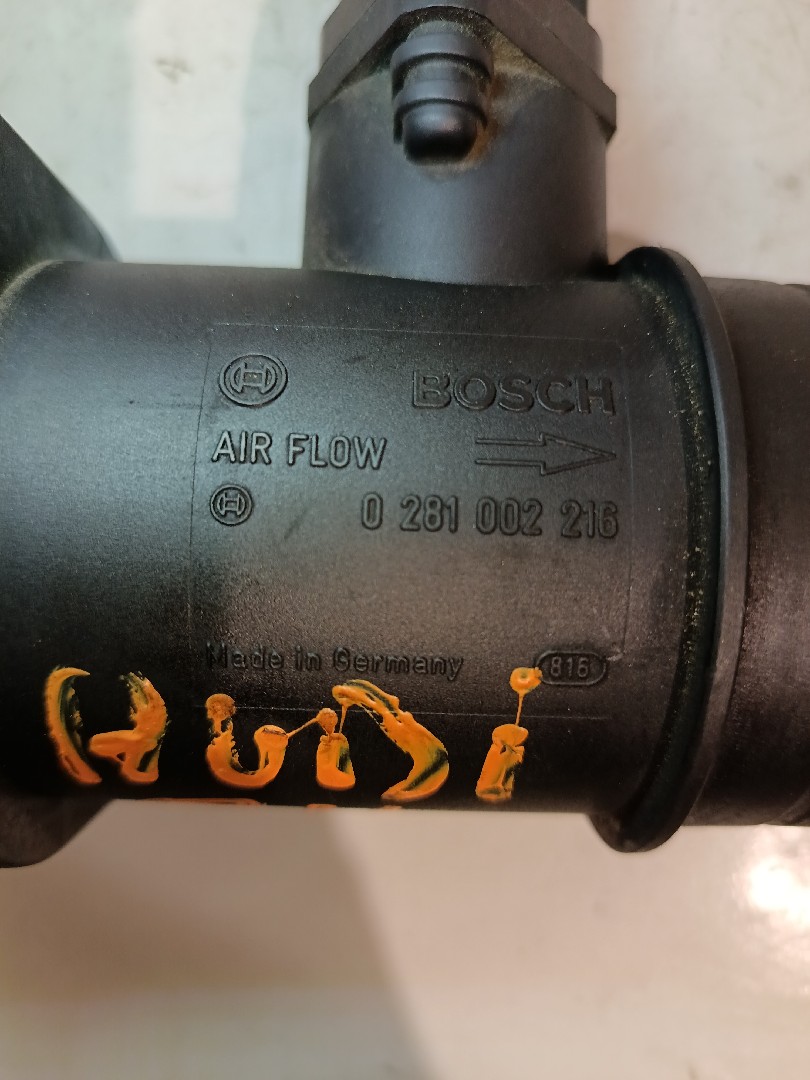 BOSCH
AIR FLOW
0 281 002 216
Made in Germany 816
AUDi